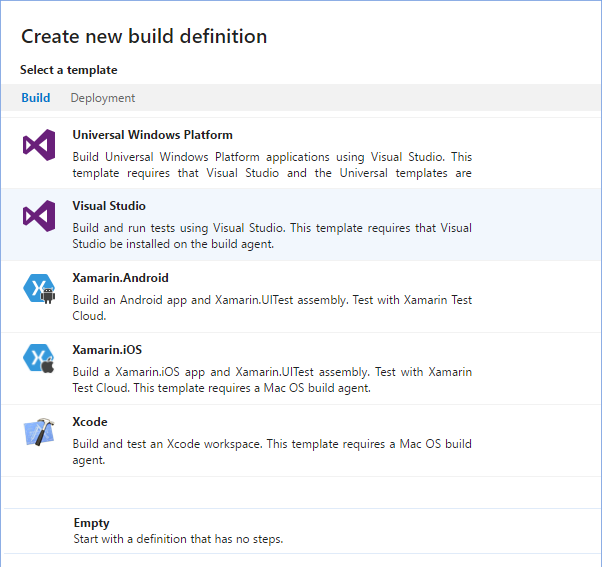 Create new build definition
Select a template
Build Deployment
Universal Windows Platform
Build Universal Windows Platform applications using Visual Studio. This
template requires that Visual Studio and the Universal templates are
Visual Studio
Build and run tests using Visual Studio. This template requires that Visual
Studio be installed on the build agent.
Xamarin.Android
Build an Android app and Xamarin.UITest assembly. Test with Xamarin Test
Cloud.
Xamarin.iOS
Build a Xamarin.iOS app and Xamarin.UITest assembly. Test with Xamarin
Test Cloud. This template requires a Mac OS build agent.
Xcode
Build and test an Xcode workspace. This template requires a Mac OS build
agent.
Empty
Start with a definition that has no steps.